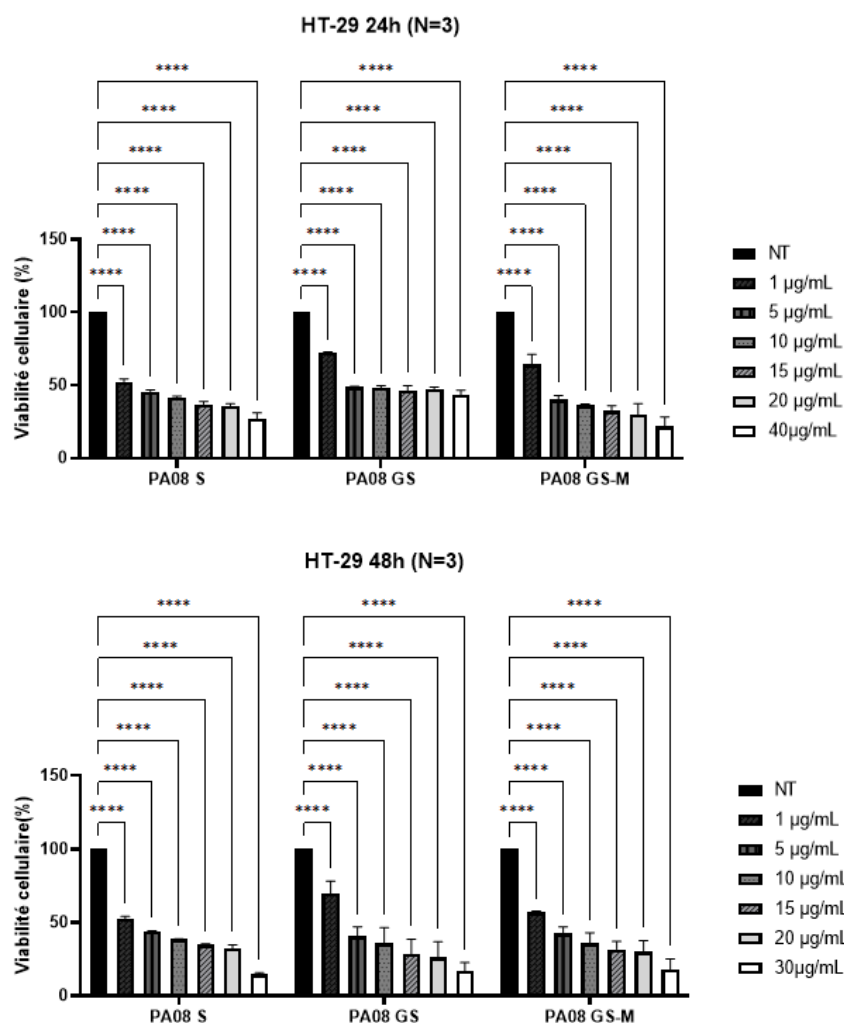 HT-29 24h (N=3)
**** **** ****
**** **** ****
**** **** ****
**** **** ****
**** **** ****
**** **** ****
Viabilité cellulaire (%)
150
100
50
0
PA08 S PA08 GS PA08 GS-M
NT
1 µg/mL
5 µg/mL
10 µg/mL
15 µg/mL
20 µg/mL
40µg/mL
HT-29 48h (N=3)
**** **** ****
**** **** ****
**** **** ****
**** **** ****
**** **** ****
**** **** ****
Viabilité cellulaire(%)
150
100
50
0
PA08 S PA08 GS PA08 GS-M
NT
1 µg/mL
5 µg/mL
10 µg/mL
15 µg/mL
20 µg/mL
30µg/mL